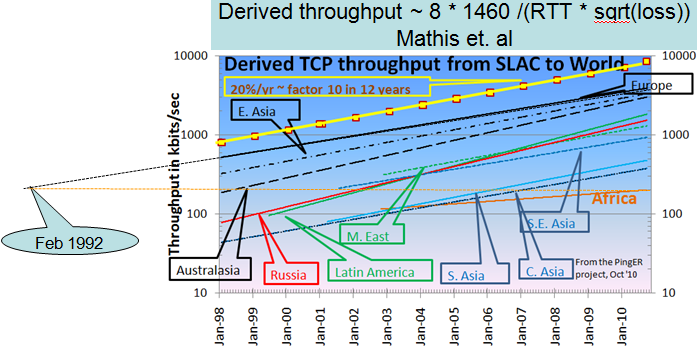 Derived throughput ~ 8 * 1460 /(RTT * sqrt(loss))
Mathis et. al
Derived TCP throughput from SLAC to World
20%/yr ~ factor 10 in 12 years
Europe
E. Asia
Feb 1992
Australasia
Russia
Latin America
M. East
S. Asia
C. Asia
S.E. Asia
Africa
From the PingER
project, Oct '10
Throughput in kbits/sec
10000
1000
100
10
10000
1000
100
10
Jan-98
Jan-99
Jan-00
Jan-01
Jan-02
Jan-03
Jan-04
Jan-05
Jan-06
Jan-07
Jan-08
Jan-09
Jan-10